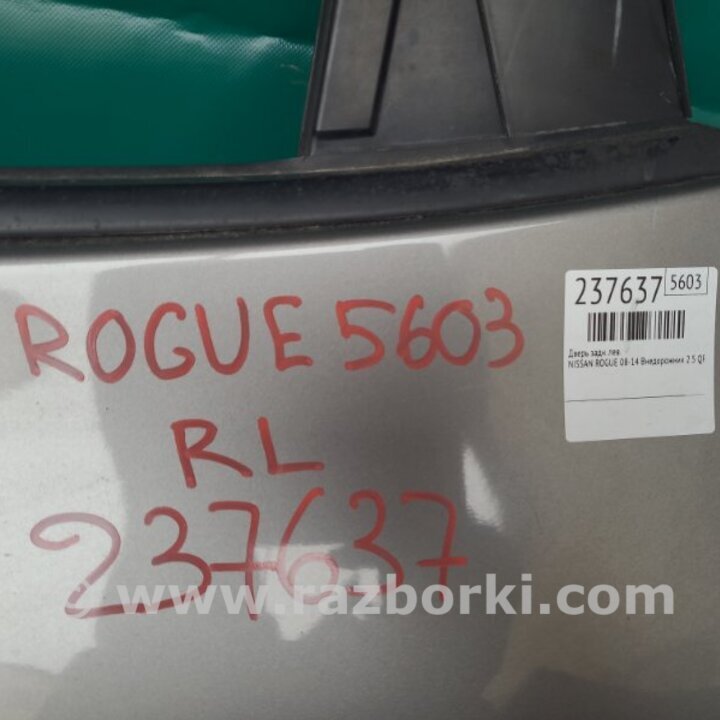 ROGUE 5603
RL
237637
237637 5603
Дверь задн. лев.
NISSAN ROGUE 08-14 Внедорожник 2.5 QR
www.razborki.com